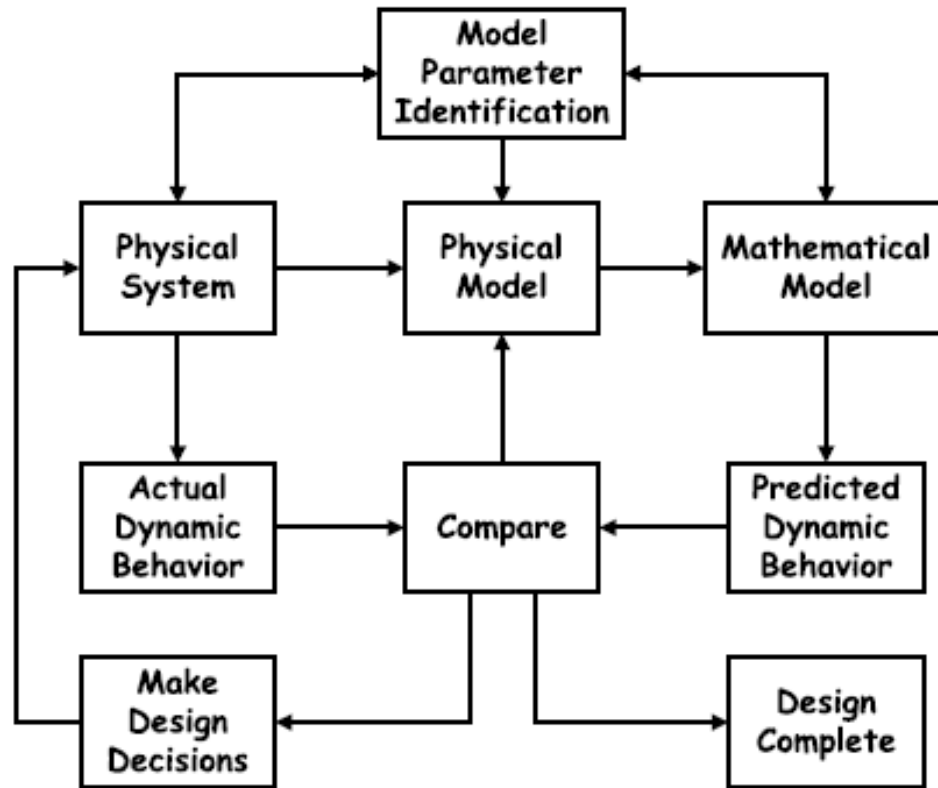 Model
Parameter
Identification
Physical
System
Physical
Model
Mathematical
Model
Actual
Dynamic
Behavior
Compare
Predicted
Dynamic
Behavior
Make
Design
Decisions
Design
Complete